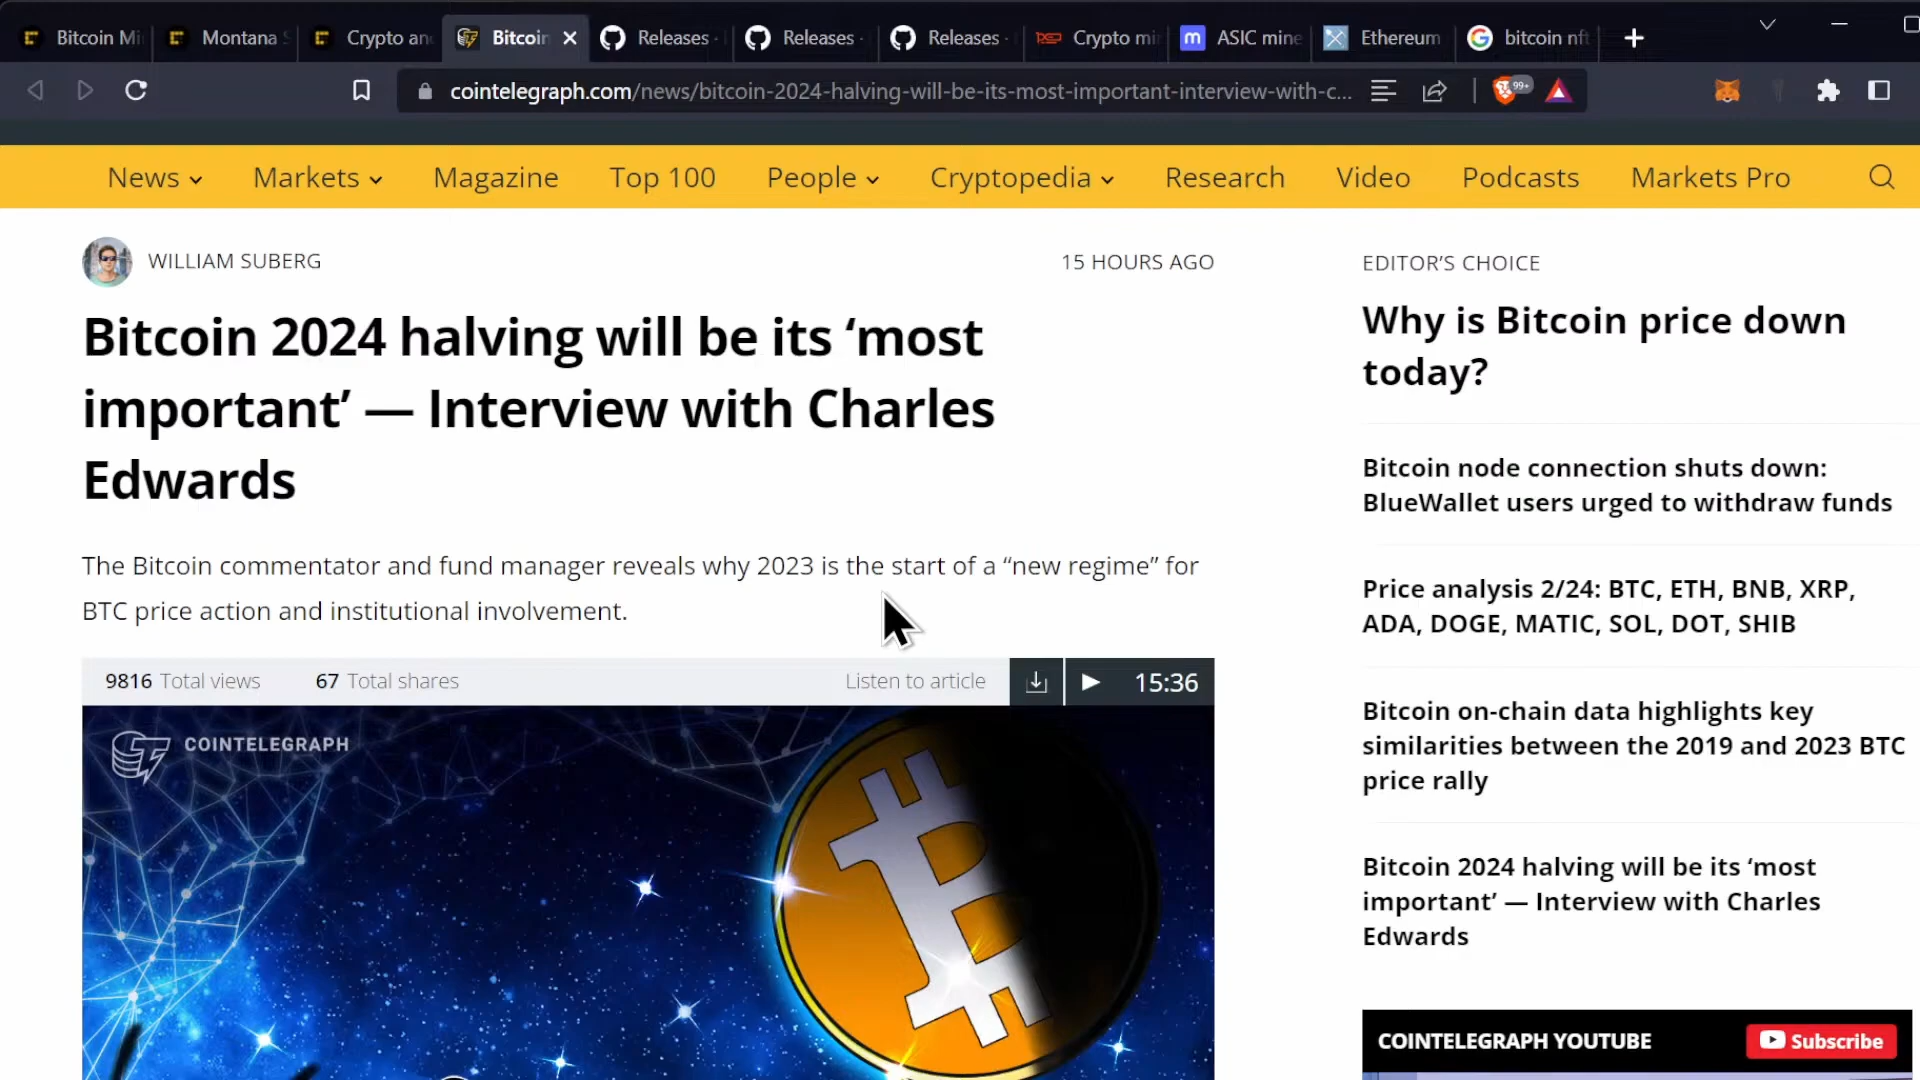 Bitcoin Mi
Montana S
Crypto and
Bitcoin
Releases ·
Releases ·
Releases ·
Crypto mi
ASIC mine
Ethereum
bitcoin nft
cointelegraph.com/news/bitcoin-2024-halving-will-be-its-most-important-interview-with-c...
99+
News
Markets
Magazine
Top 100
People
Cryptopedia
Research
Video
Podcasts
Markets Pro
WILLIAM SUBERG
15 HOURS AGO
Bitcoin 2024 halving will be its ‘most
important’ — Interview with Charles
Edwards
The Bitcoin commentator and fund manager reveals why 2023 is the start of a “new regime” for
BTC price action and institutional involvement.
9816 Total views
67 Total shares
Listen to article
15:36
COINTELEGRAPH
EDITOR’S CHOICE
Why is Bitcoin price down
today?
Bitcoin node connection shuts down:
BlueWallet users urged to withdraw funds
Price analysis 2/24: BTC, ETH, BNB, XRP,
ADA, DOGE, MATIC, SOL, DOT, SHIB
Bitcoin on-chain data highlights key
similarities between the 2019 and 2023 BTC
price rally
Bitcoin 2024 halving will be its ‘most
important’ — Interview with Charles
Edwards
COINTELEGRAPH YOUTUBE
Subscribe